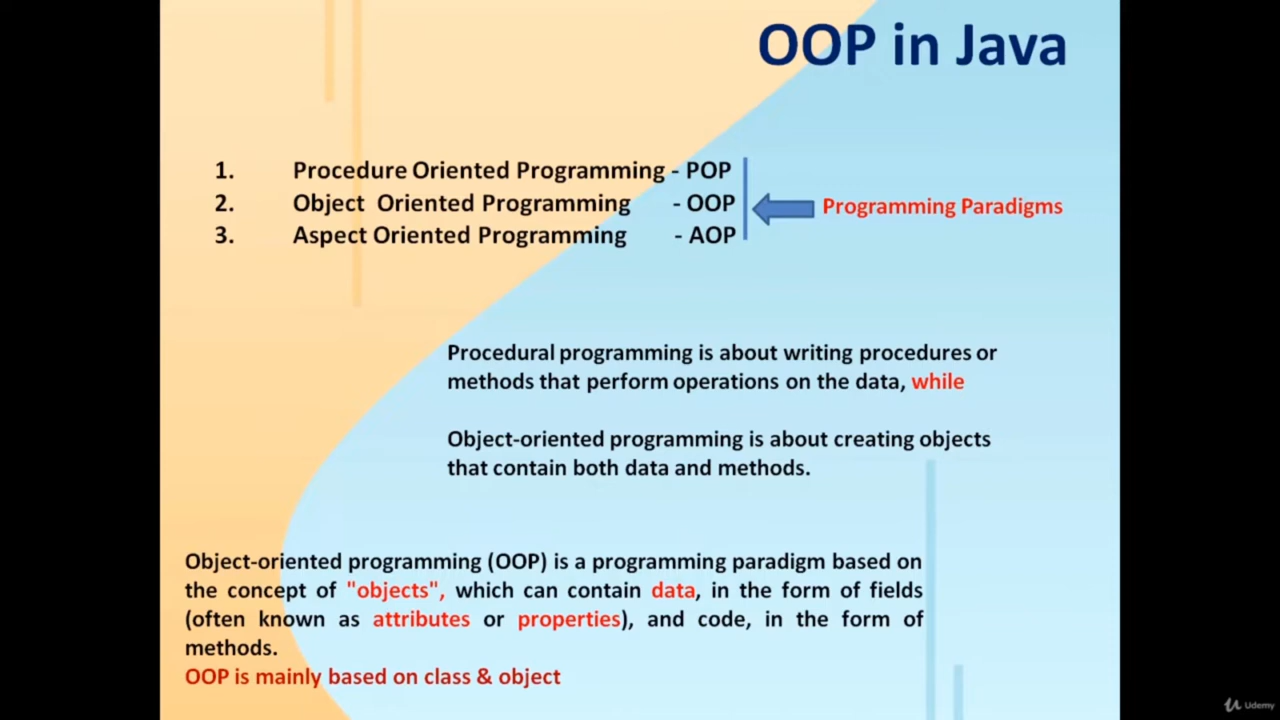 OOP in Java
1. Procedure Oriented Programming - POP
2. Object Oriented Programming - OOP
3. Aspect Oriented Programming - AOP
Programming Paradigms
Procedural programming is about writing procedures or
methods that perform operations on the data, while
Object-oriented programming is about creating objects
that contain both data and methods.
Object-oriented programming (OOP) is a programming paradigm based on
the concept of "objects", which can contain data, in the form of fields
(often known as attributes or properties), and code, in the form of
methods.
OOP is mainly based on class & object
Udemy